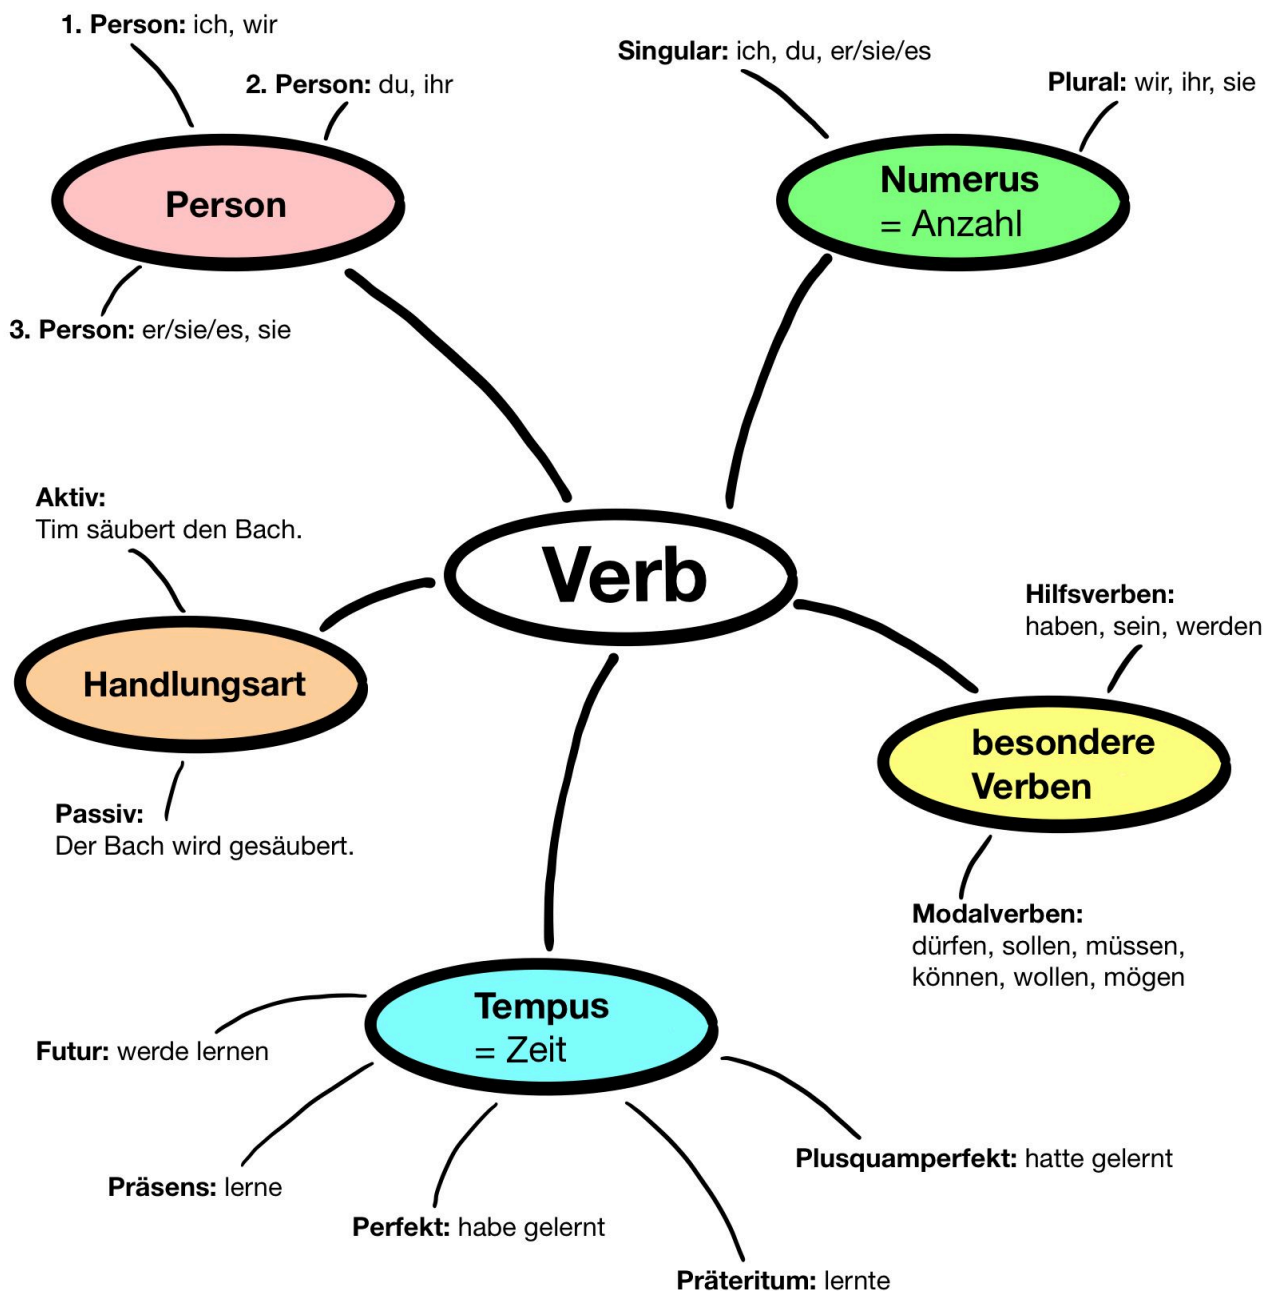 1. Person: ich, wir
2. Person: du, ihr
Person
3. Person: er/sie/es, sie
Singular: ich, du, er/sie/es
Plural: wir, ihr, sie
Numerus
= Anzahl
Verb
Aktiv:
Tim säubert den Bach.
Handlungsart
Passiv:
Der Bach wird gesäubert.
Hilfsverben:
haben, sein, werden
besondere
Verben
Modalverben:
dürfen, sollen, müssen,
können, wollen, mögen
Tempus
= Zeit
Futur: werde lernen
Präsens: lerne
Perfekt: habe gelernt
Präteritum: lernte
Plusquamperfekt: hatte gelernt